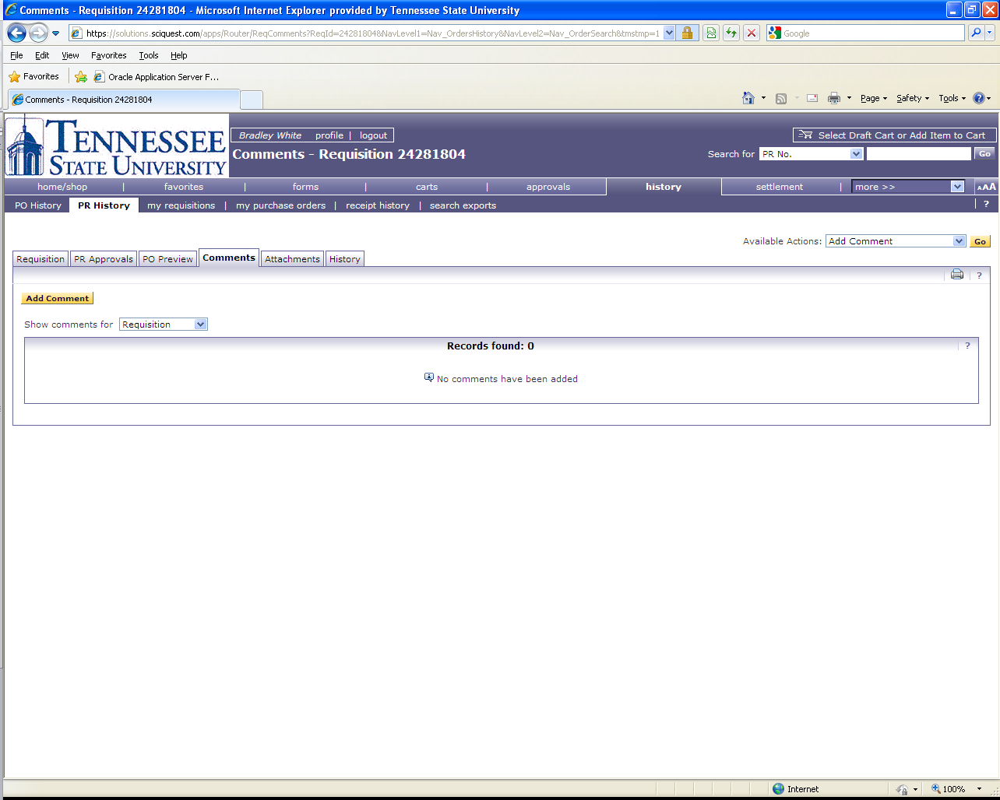 Comments - Requisition 24281804 - Microsoft Internet Explorer provided by Tennessee State University
https://solutions.sciquest.com/apps/Router/ReqComments?ReqId=24281804&NavLevel1=Nav_OrdersHistory&NavLevel2=Nav_OrderSearch&tmstmp=1
Google
File Edit View Favorites Tools Help
Favorites Oracle Application Server F...
Comments - Requisition 24281804
Page Safety Tools
TENNESSEE
STATE UNIVERSITY
Bradley White profile | logout
Select Draft Cart or Add Item to Cart
Comments - Requisition 24281804
Search for PR No. Go
home/shop | favorites | forms | carts | approvals history settlement | more >> AAA
PO History PR History my requisitions | my purchase orders | receipt history | search exports | ?
Available Actions: Add Comment Go
Requisition PR Approvals PO Preview Comments Attachments History
?
Add Comment
Show comments for Requisition
Records found: 0 ?
No comments have been added
Internet 100%